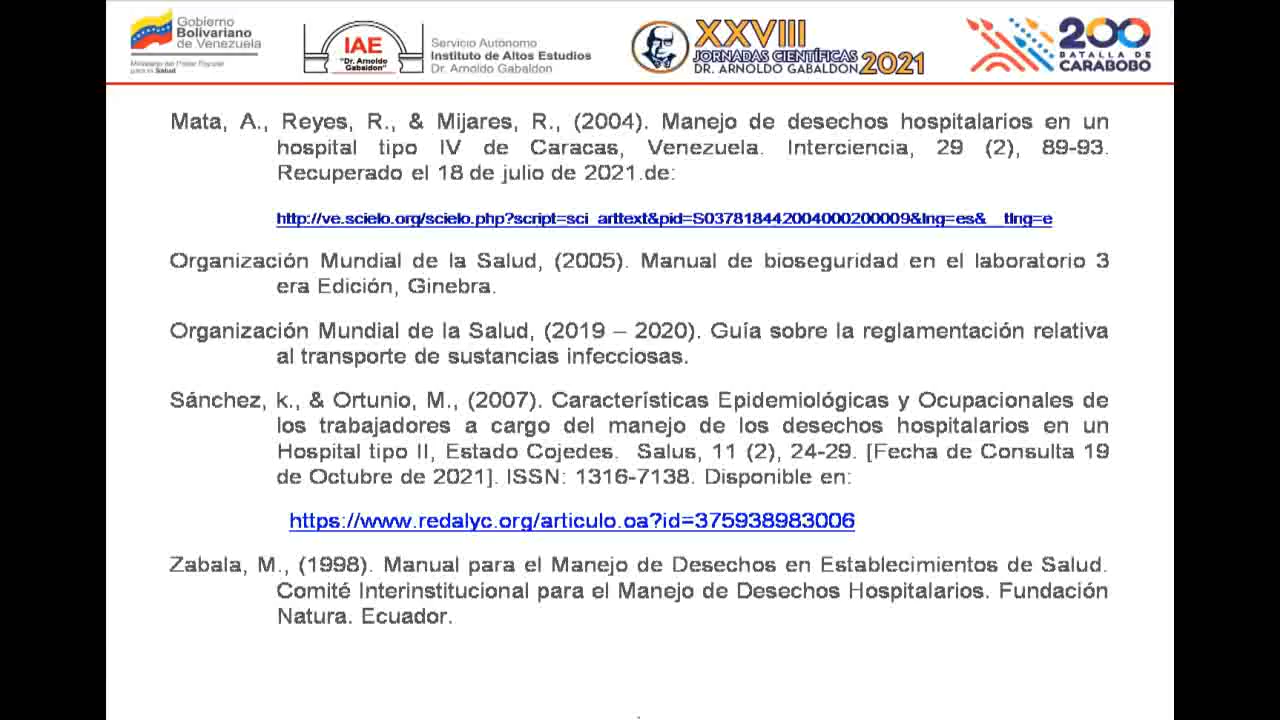 Gobierno
Bolivariano
de Venezuela
Ministerio del Poder Popular
para la Salud
IAE
"Dr. Arnoldo
Gabaldon"
Servicio Autónomo
Instituto de Altos Estudios
Dr. Arnoldo Gabaldon
XXVIII
JORNADAS CIENTÍFICAS
DR. ARNOLDO GABALDON 2021
200
BATALLA DE
CARABOBO
Mata, A., Reyes, R., & Mijares, R., (2004). Manejo de desechos hospitalarios en un
hospital tipo IV de Caracas, Venezuela. Interciencia, 29 (2), 89-93.
Recuperado el 18 de julio de 2021.de:
http://ve.scielo.org/scielo.php?script=sci_arttext&pid=S037818442004000200009&lng=es&__tlng=e
Organización Mundial de la Salud, (2005). Manual de bioseguridad en el laboratorio 3
era Edición, Ginebra.
Organización Mundial de la Salud, (2019 – 2020). Guía sobre la reglamentación relativa
al transporte de sustancias infecciosas.
Sánchez, k., & Ortunio, M., (2007). Características Epidemiológicas y Ocupacionales de
los trabajadores a cargo del manejo de los desechos hospitalarios en un
Hospital tipo II, Estado Cojedes. Salus, 11 (2), 24-29. [Fecha de Consulta 19
de Octubre de 2021]. ISSN: 1316-7138. Disponible en:
https://www.redalyc.org/articulo.oa?id=375938983006
Zabala, M., (1998). Manual para el Manejo de Desechos en Establecimientos de Salud.
Comité Interinstitucional para el Manejo de Desechos Hospitalarios. Fundación
Natura. Ecuador.